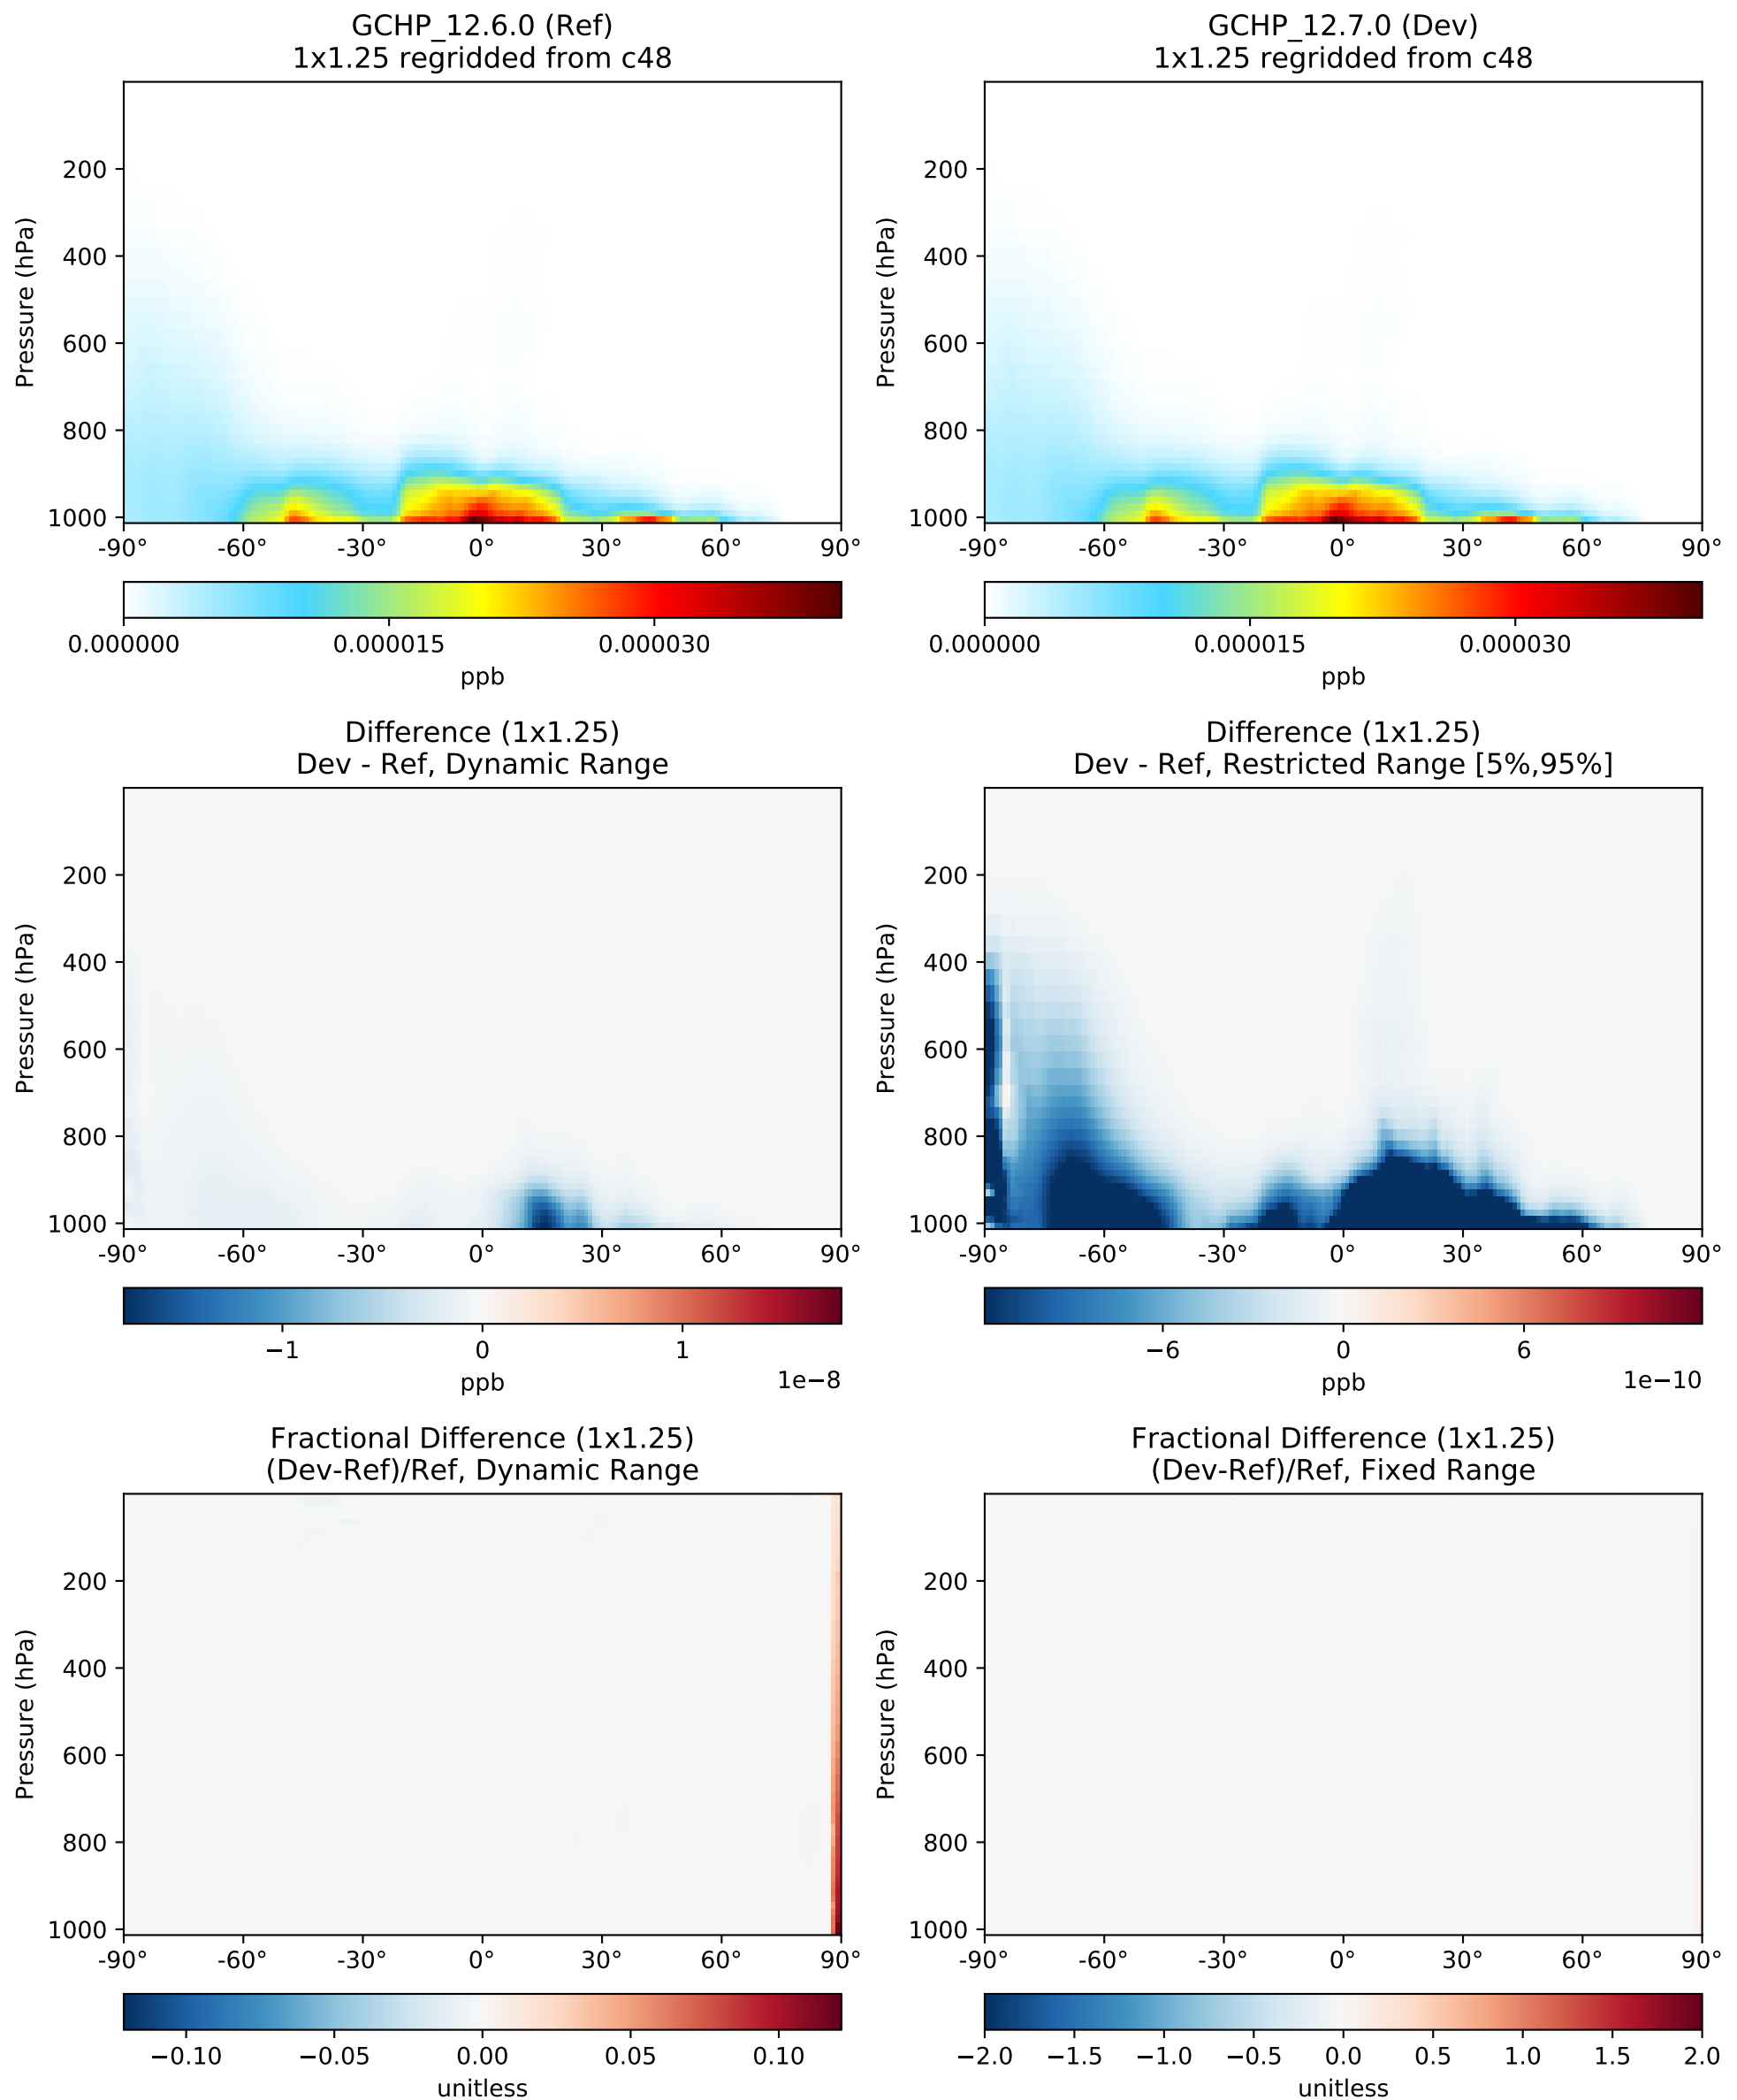 GCHP_12.6.0 (Ref)
1x1.25 regridded from c48
Pressure (hPa)
200
400
600
800
1000
-90° -60° -30° 0° 30° 60° 90°
0.000000 0.000015 0.000030
ppb
GCHP_12.7.0 (Dev)
1x1.25 regridded from c48
Pressure (hPa)
200
400
600
800
1000
-90° -60° -30° 0° 30° 60° 90°
0.000000 0.000015 0.000030
ppb
Difference (1x1.25)
Dev - Ref, Dynamic Range
Pressure (hPa)
200
400
600
800
1000
-90° -60° -30° 0° 30° 60° 90°
−1 0 1
ppb 1e−8
Difference (1x1.25)
Dev - Ref, Restricted Range [5%,95%]
Pressure (hPa)
200
400
600
800
1000
-90° -60° -30° 0° 30° 60° 90°
−6 0 6
ppb 1e−10
Fractional Difference (1x1.25)
(Dev-Ref)/Ref, Dynamic Range
Pressure (hPa)
200
400
600
800
1000
-90° -60° -30° 0° 30° 60° 90°
−0.10 −0.05 0.00 0.05 0.10
unitless
Fractional Difference (1x1.25)
(Dev-Ref)/Ref, Fixed Range
Pressure (hPa)
200
400
600
800
1000
-90° -60° -30° 0° 30° 60° 90°
−2.0 −1.5 −1.0 −0.5 0.0 0.5 1.0 1.5 2.0
unitless